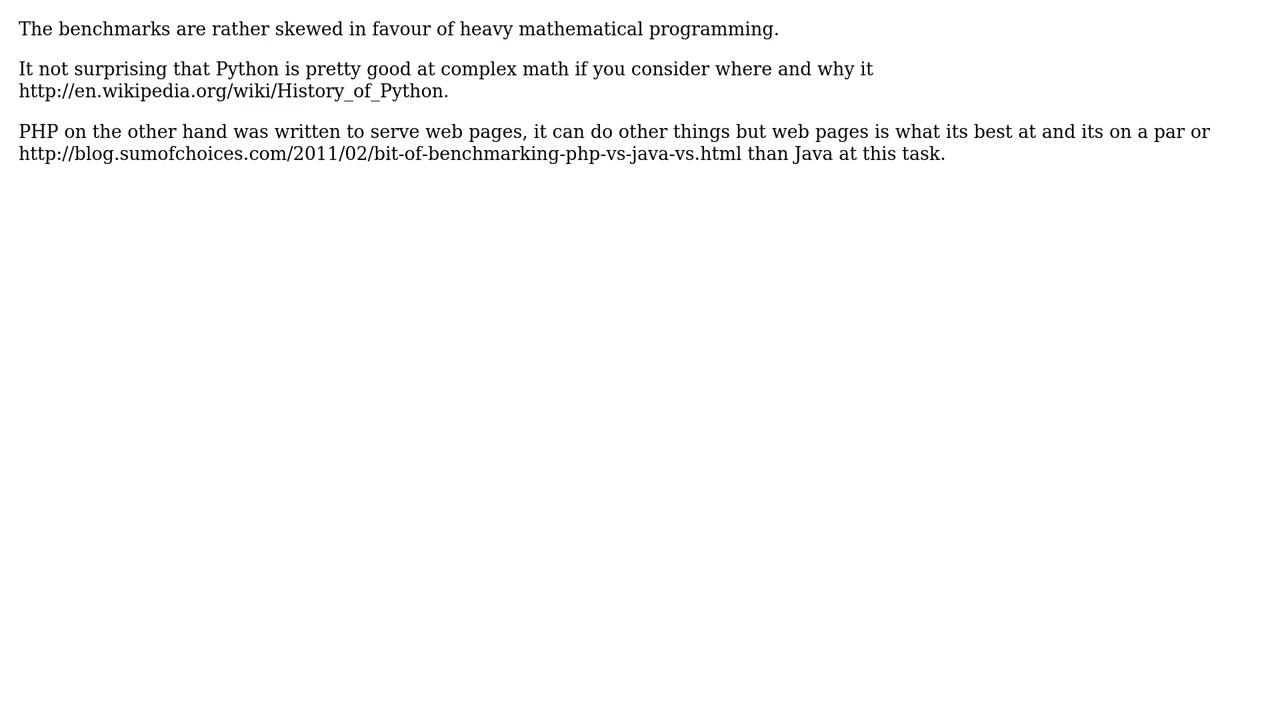 The benchmarks are rather skewed in favour of heavy mathematical programming.
It not surprising that Python is pretty good at complex math if you consider where and why it
http://en.wikipedia.org/wiki/History_of_Python.
PHP on the other hand was written to serve web pages, it can do other things but web pages is what its best at and its on a par or
http://blog.sumofchoices.com/2011/02/bit-of-benchmarking-php-vs-java-vs.html than Java at this task.